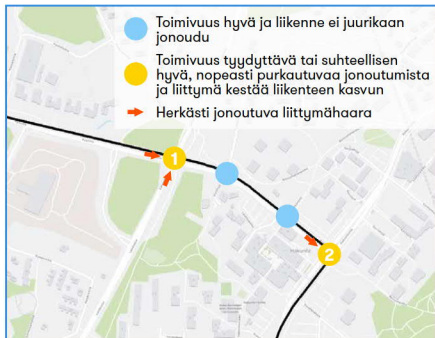 Toimivuus hyvä ja liikenne ei juurikaan
jonoudu
Toimivuus tyydyttävä tai suhteellisen
hyvä, nopeasti purkautuvaa jonoutumista
ja liittymä kestää liikenteen kasvun
Herkästi jonoutuva liittymähaara
1
2